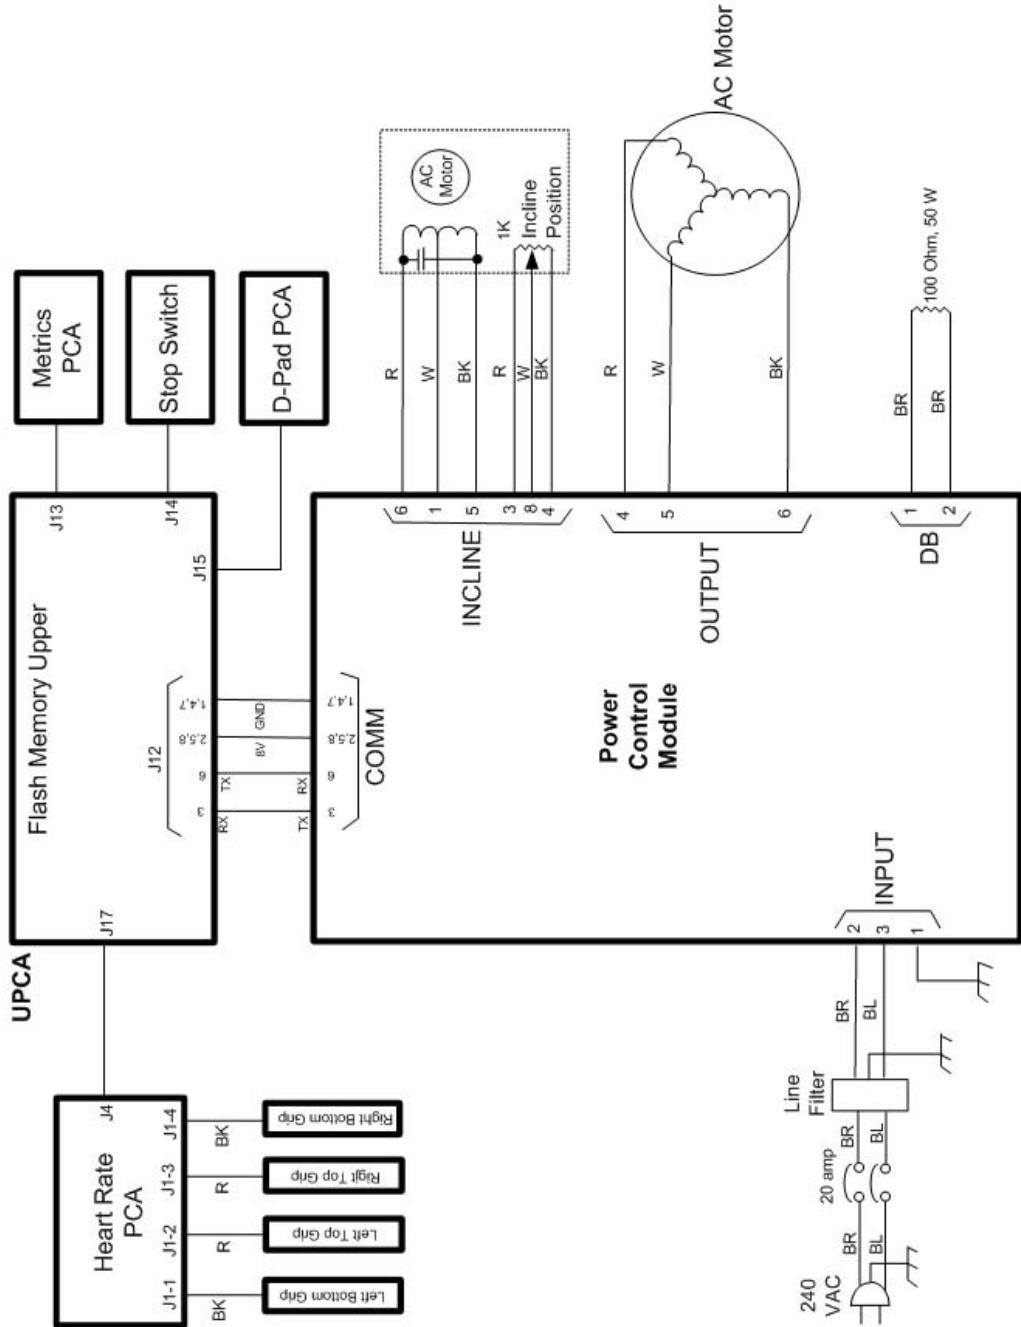 UPCA
Heart Rate
PCA
J4
J1-1
J1-2
J1-3
J1-4
BK
R
R
BK
Left Bottom Grip
Left Top Grip
Rigjt Top Grip
Right Bottom Grip
Flash Memory Upper
J17
J13
J14
J15
J12
3
6
2,5,8
1,4,7
RX
TX
8V
GND
TX
RX
3
6
2,5,8
1,4,7
COMM
Metrics
PCA
Stop Switch
D-Pad PCA
Power
Control
Module
INCLINE
6
1
5
3
8
4
R
W
BK
R
W
BK
AC
Motor
1K
Incline
Position
OUTPUT
4
5
6
R
W
BK
AC Motor
DB
1
2
BR
BR
100 Ohm, 50 W
INPUT
2
3
1
BR
BL
Line
Filter
BR
BL
20 amp
BR
BL
240
VAC